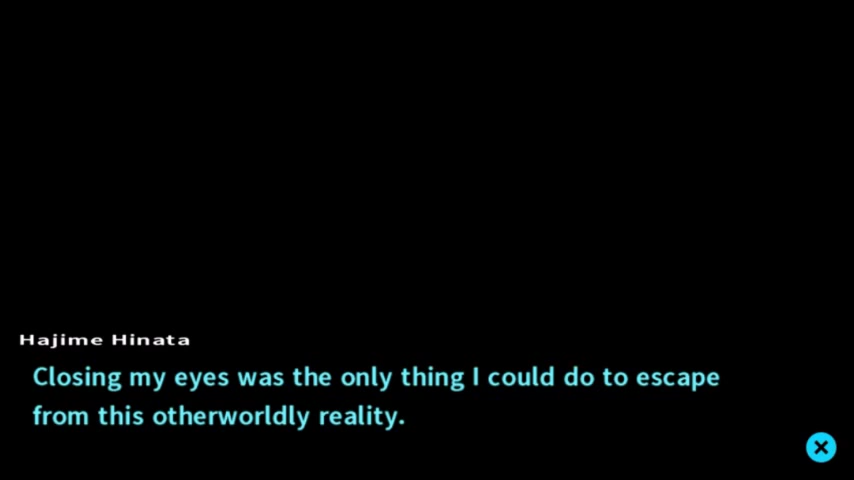 Hajime Hinata
Closing my eyes was the only thing I could do to escape
from this otherworldly reality.